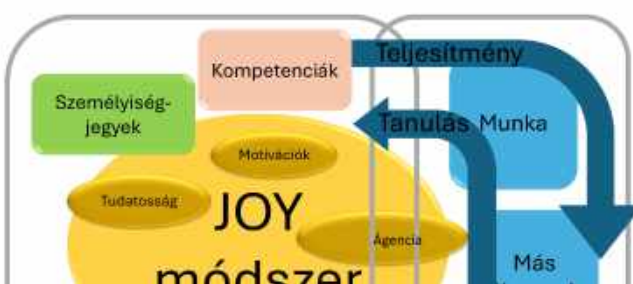 Teljesítmény
Kompetenciák
Személyiség-
jegyek
Tanulás
Munka
Motivációk
Tudatosság
JOY
módszer
Ágencia
Más